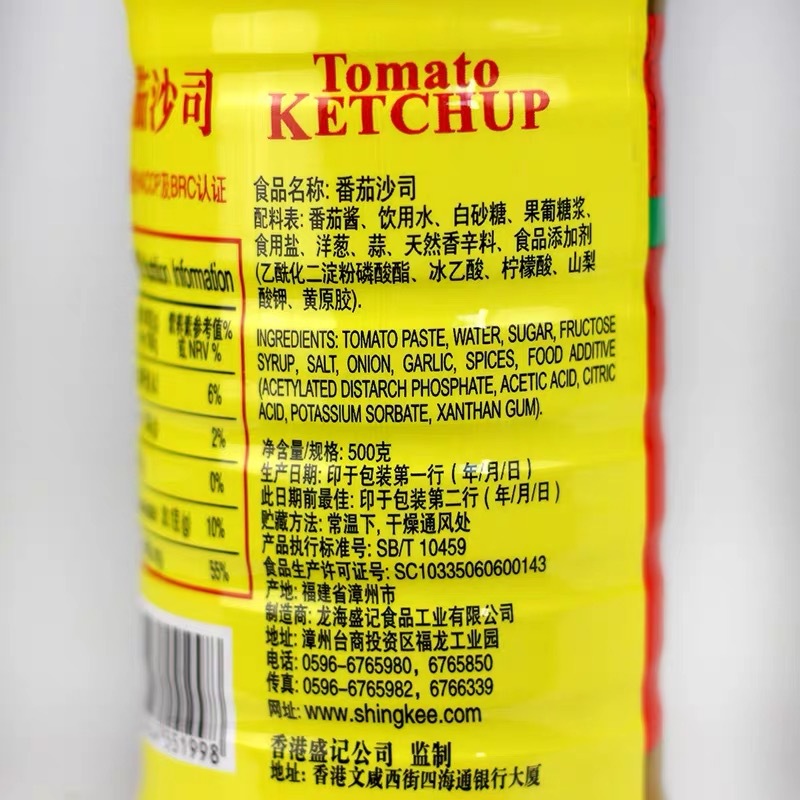 茄沙司
及BRC认证
Information
营养素参考值%
或 NRV %
6%
2%
0%
10%
55%
551998
Tomato
KETCHUP
食品名称: 番茄沙司
配料表: 番茄酱、饮用水、白砂糖、果葡糖浆、
食用盐、洋葱、蒜、天然香辛料、食品添加剂
(乙酰化二淀粉磷酸酯、冰乙酸、柠檬酸、山梨
酸钾、黄原胶).
INGREDIENTS: TOMATO PASTE, WATER, SUGAR, FRUCTOSE
SYRUP, SALT, ONION, GARLIC, SPICES, FOOD ADDITIVE
(ACETYLATED DISTARCH PHOSPHATE, ACETIC ACID, CITRIC
ACID, POTASSIUM SORBATE, XANTHAN GUM).
净含量/规格: 500克
生产日期: 印于包装第一行 ( 年/月/日 )
此日期前最佳: 印于包装第二行 ( 年/月/日 )
贮藏方法: 常温下, 干燥通风处
产品执行标准号: SB/T 10459
食品生产许可证号: SC10335060600143
产地: 福建省漳州市
制造商: 龙海盛记食品工业有限公司
地址: 漳州台商投资区福龙工业园
电话: 0596-6765980, 6765850
传真: 0596-6765982, 6766339
网址: www.shingkee.com
香港盛记公司 监制
地址: 香港文咸西街四海通银行大厦